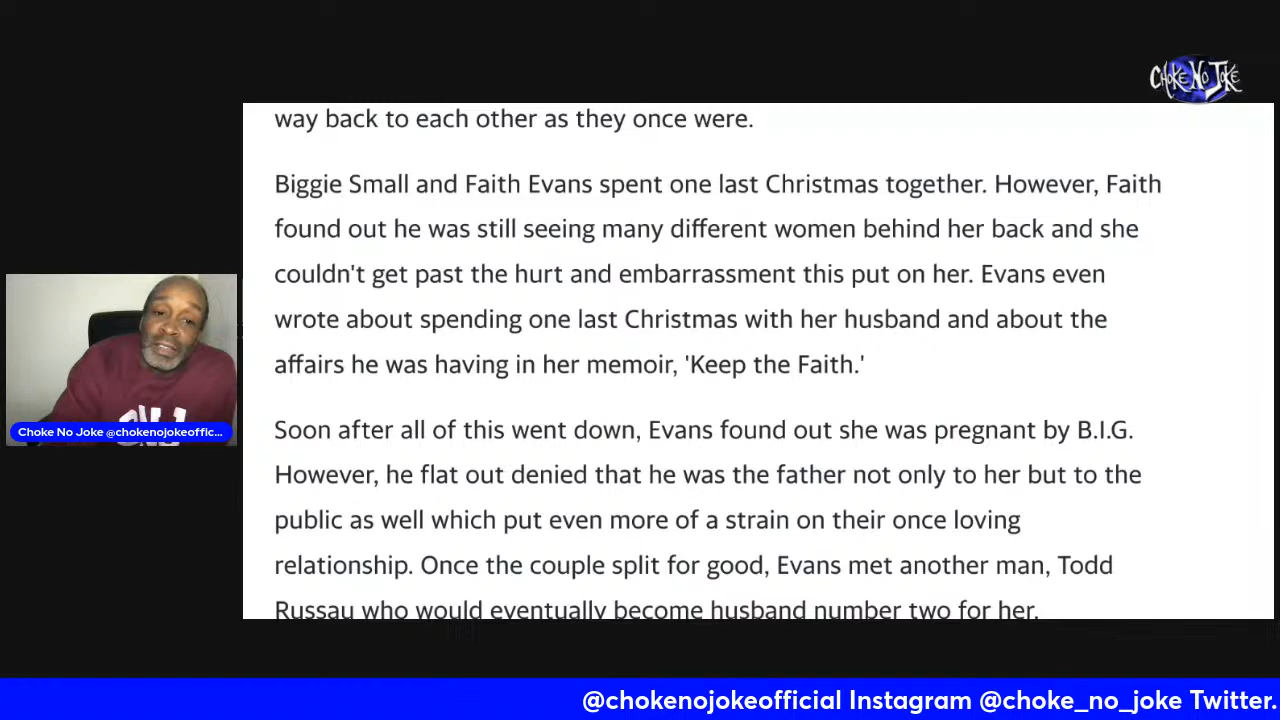 CHOKE NO JOKE
way back to each other as they once were.
Biggie Small and Faith Evans spent one last Christmas together. However, Faith
found out he was still seeing many different women behind her back and she
couldn't get past the hurt and embarrassment this put on her. Evans even
wrote about spending one last Christmas with her husband and about the
affairs he was having in her memoir, 'Keep the Faith.'
Soon after all of this went down, Evans found out she was pregnant by B.I.G.
However, he flat out denied that he was the father not only to her but to the
public as well which put even more of a strain on their once loving
relationship. Once the couple split for good, Evans met another man, Todd
Russau who would eventually become husband number two for her.
Choke No Joke @chokenojokeoffic...
@chokenojokeofficial Instagram @choke_no_joke Twitter.